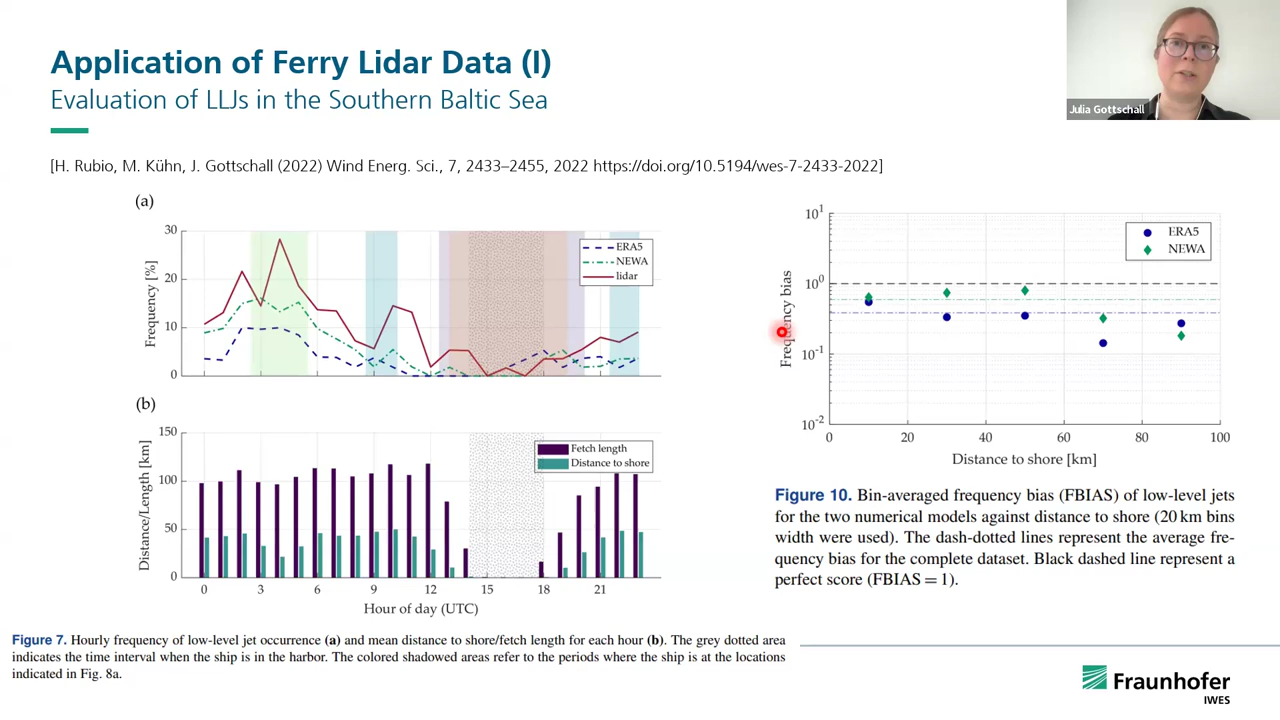 Application of Ferry Lidar Data (I)
Evaluation of LLJs in the Southern Baltic Sea
Julia Gottschall
[H. Rubio, M. Kühn, J. Gottschall (2022) Wind Energ. Sci., 7, 2433–2455, 2022 https://doi.org/10.5194/wes-7-2433-2022]
(a)
30
20
10
0
Frequency [%]
ERA5
NEWA
lidar
(b)
150
100
50
0
Distance/Length [km]
Fetch length
Distance to shore
0 3 6 9 12 15 18 21
Hour of day (UTC)
Figure 7. Hourly frequency of low-level jet occurrence (a) and mean distance to shore/fetch length for each hour (b). The grey dotted area
indicates the time interval when the ship is in the harbor. The colored shadowed areas refer to the periods where the ship is at the locations
indicated in Fig. 8a.
10^1
10^0
10^-1
10^-2
Frequency bias
ERA5
NEWA
0 20 40 60 80 100
Distance to shore [km]
Figure 10. Bin-averaged frequency bias (FBIAS) of low-level jets
for the two numerical models against distance to shore (20 km bins
width were used). The dash-dotted lines represent the average fre-
quency bias for the complete dataset. Black dashed line represent a
perfect score (FBIAS = 1).
Fraunhofer
IWES